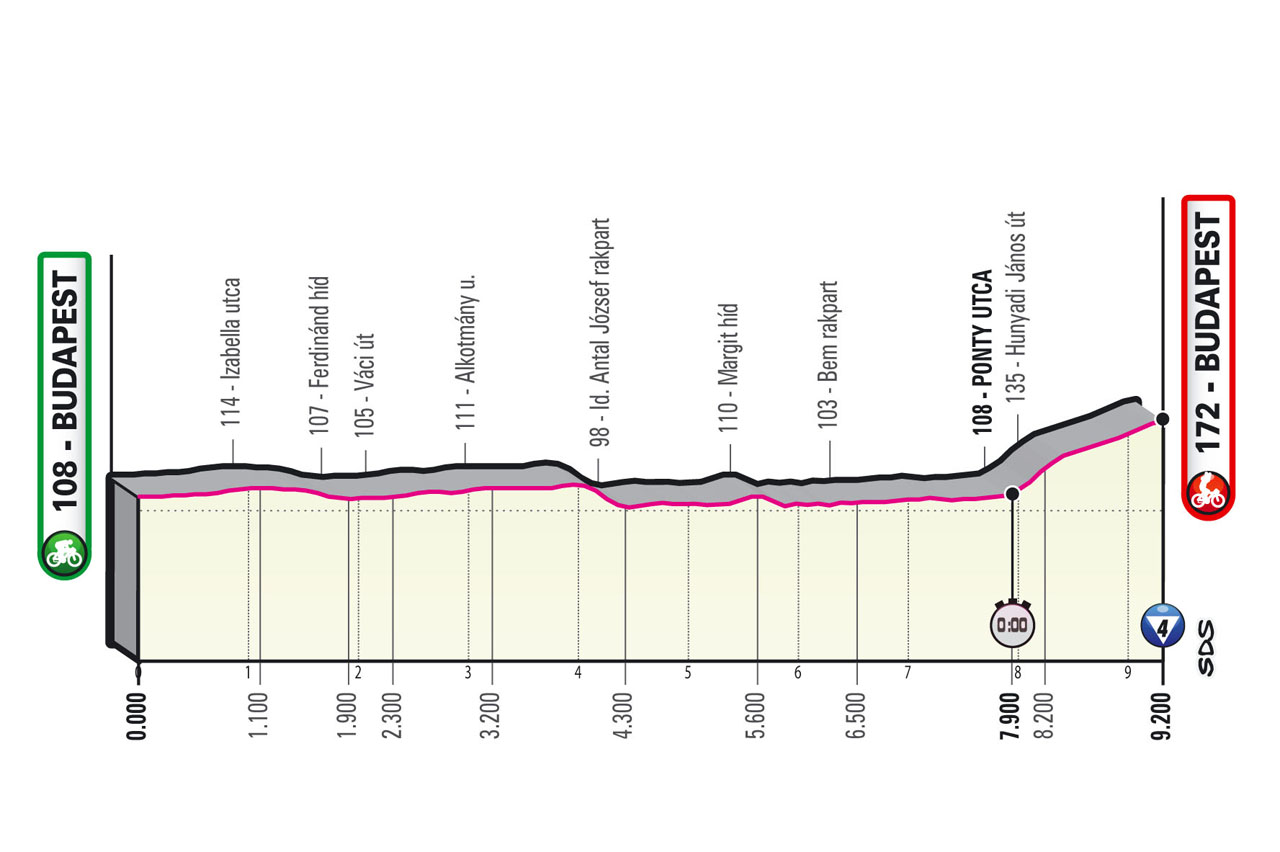 108 - BUDAPEST
114 - Izabella utca
107 - Ferdinánd híd
105 - Váci út
111 - Alkotmány u.
98 - Id. Antal József rakpart
110 - Margit híd
103 - Bem rakpart
108 - PONTY UTCA
135 - Hunyadi János út
172 - BUDAPEST
0:00
4
SDS
0 1 2 3 4 5 6 7 8 9
0.000
1.100
1.900
2.300
3.200
4.300
5.600
6.500
7.900
8.200
9.200